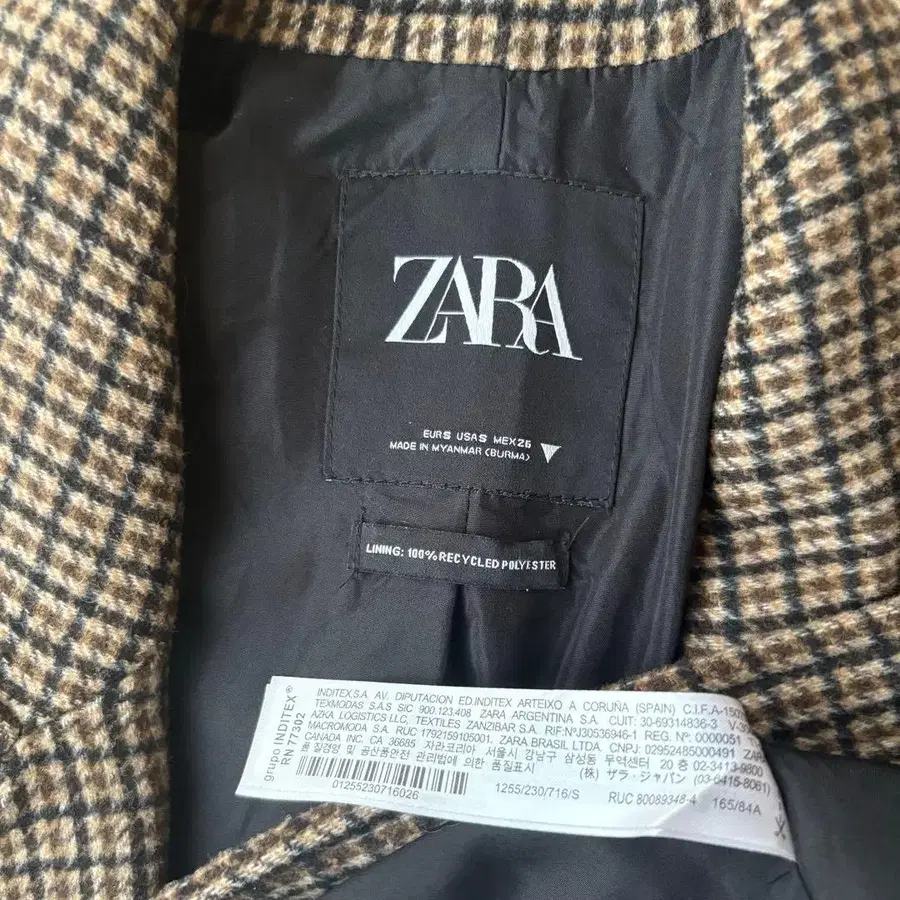 ZARA
EUR S USA S MEX 26
MADE IN MYANMAR (BURMA)
LINING: 100% RECYCLED POLYESTER
grupo INDITEX®
RN 77302
INDITEX,S.A. AV. DIPUTACION ED.INDITEX ARTEIXO A CORUÑA (SPAIN) C.I.F.A-150
TEXMODAS S.A.S SIC 900.123.408 ZARA ARGENTINA S.A. CUIT: 30-69314836-3
AZKA LOGISTICS LLC, TEXTILES ZANZIBAR S.A. RIF:NºJ30536946-1 REG. Nº: 0000051
MACROMODA S.A. RUC 1792159105001. ZARA BRASIL LTDA. CNPJ: 02952485000491 ZARA
CANADA INC. CA 36685 자라코리아 서울시 강남구 삼성동 무역센터 20 층 02-3413-9800
품질경영 및 공산품안전 관리법에 의한 품질표시 (株) ザラ・ジャパン (03-6415-8061)
01255230716026 1255/230/716/S RUC 80089348-4 165/84A